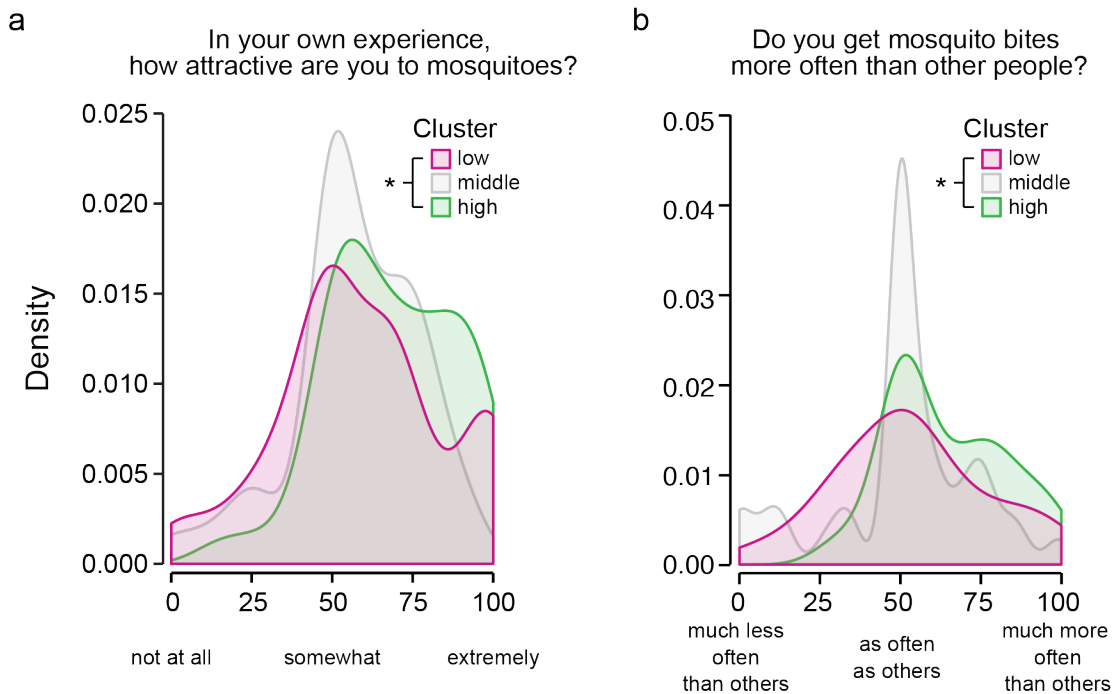 a
In your own experience,
how attractive are you to mosquitoes?
Density
0.025
0.020
0.015
0.010
0.005
0.000
Cluster
low
* middle
high
0 25 50 75 100
not at all somewhat extremely
b
Do you get mosquito bites
more often than other people?
0.05
0.04
0.03
0.02
0.01
0.00
Cluster
low
* middle
high
0 25 50 75 100
much less
often
than others
as often
as others
much more
often
than others